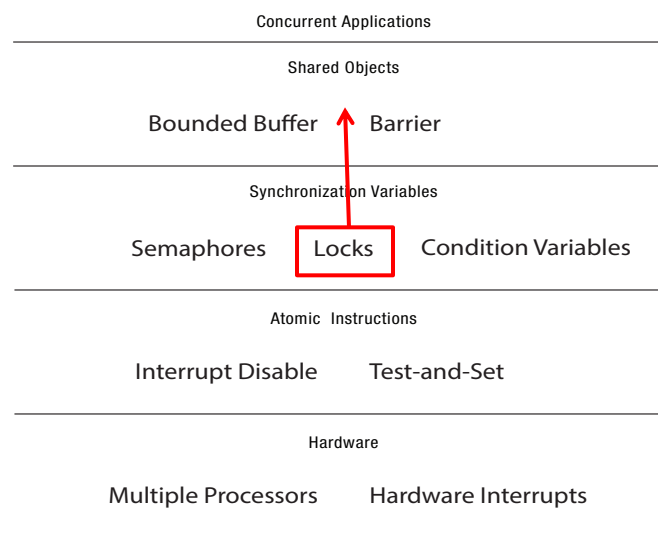 Concurrent Applications
Shared Objects
Bounded Buffer Barrier
Synchronization Variables
Semaphores Locks Condition Variables
Atomic Instructions
Interrupt Disable Test-and-Set
Hardware
Multiple Processors Hardware Interrupts